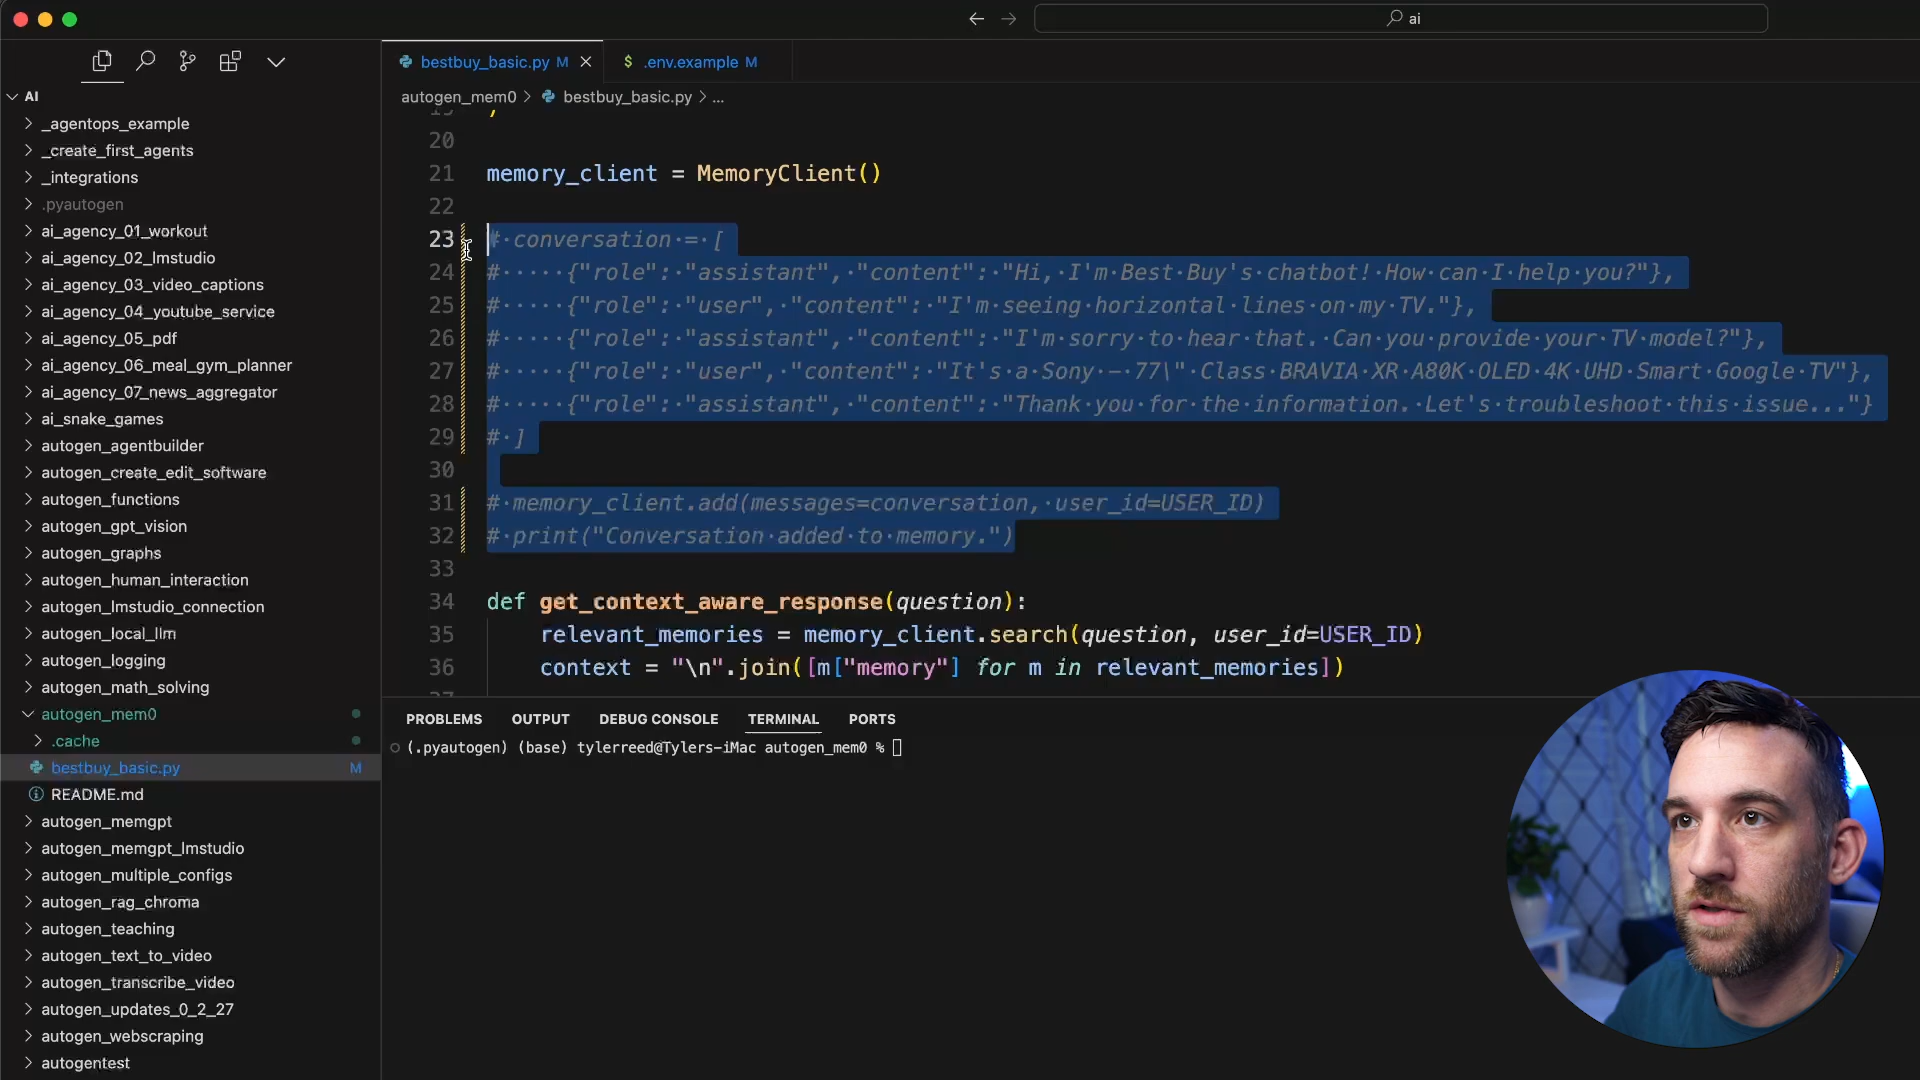 ai
bestbuy_basic.py M
$ .env.example M
AI
autogen_mem0 > bestbuy_basic.py > ...
_agentops_example
_create_first_agents
_integrations
.pyautogen
ai_agency_01_workout
ai_agency_02_lmstudio
ai_agency_03_video_captions
ai_agency_04_youtube_service
ai_agency_05_pdf
ai_agency_06_meal_gym_planner
ai_agency_07_news_aggregator
ai_snake_games
autogen_agentbuilder
autogen_create_edit_software
autogen_functions
autogen_gpt_vision
autogen_graphs
autogen_human_interaction
autogen_lmstudio_connection
autogen_local_llm
autogen_logging
autogen_math_solving
autogen_mem0
.cache
bestbuy_basic.py M
README.md
autogen_memgpt
autogen_memgpt_lmstudio
autogen_multiple_configs
autogen_rag_chroma
autogen_teaching
autogen_text_to_video
autogen_transcribe_video
autogen_updates_0_2_27
autogen_webscraping
autogentest
19 )
20
21 memory_client = MemoryClient()
22
23 # conversation = [
24 #     {"role": "assistant", "content": "Hi, I'm Best Buy's chatbot! How can I help you?"},
25 #     {"role": "user", "content": "I'm seeing horizontal lines on my TV."},
26 #     {"role": "assistant", "content": "I'm sorry to hear that. Can you provide your TV model?"},
27 #     {"role": "user", "content": "It's a Sony - 77\" Class BRAVIA XR A80K OLED 4K UHD Smart Google TV"},
28 #     {"role": "assistant", "content": "Thank you for the information. Let's troubleshoot this issue..."}
29 # ]
30
31 # memory_client.add(messages=conversation, user_id=USER_ID)
32 # print("Conversation added to memory.")
33
34 def get_context_aware_response(question):
35     relevant_memories = memory_client.search(question, user_id=USER_ID)
36     context = "\n".join([m["memory"] for m in relevant_memories])
37
PROBLEMS OUTPUT DEBUG CONSOLE TERMINAL PORTS
(.pyautogen) (base) tylerreed@Tylers-iMac autogen_mem0 %